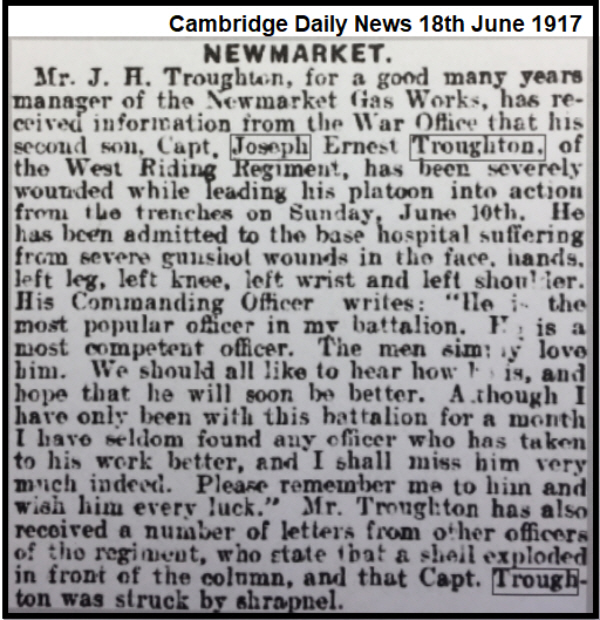 Cambridge Daily News 18th June 1917
NEWMARKET.
Mr. J. H. Troughton, for a good many years
manager of the Newmarket Gas Works, has re-
ceived information from the War Office that his
second son, Capt. Joseph Ernest Troughton, of
the West Riding Regiment, has been severely
wounded while leading his platoon into action
from the trenches on Sunday, June 10th. He
has been admitted to the base hospital suffering
from severe gunshot wounds in the face, hands,
left leg, left knee, left wrist and left shoulder.
His Commanding Officer writes: "He is the
most popular officer in my battalion. He is a
most competent officer. The men simply love
him. We should all like to hear how he is, and
hope that he will soon be better. Although I
have only been with this battalion for a month
I have seldom found any officer who has taken
to his work better, and I shall miss him very
much indeed. Please remember me to him and
wish him every luck." Mr. Troughton has also
received a number of letters from other officers
of the regiment, who state that a shell exploded
in front of the column, and that Capt. Trough-
ton was struck by shrapnel.